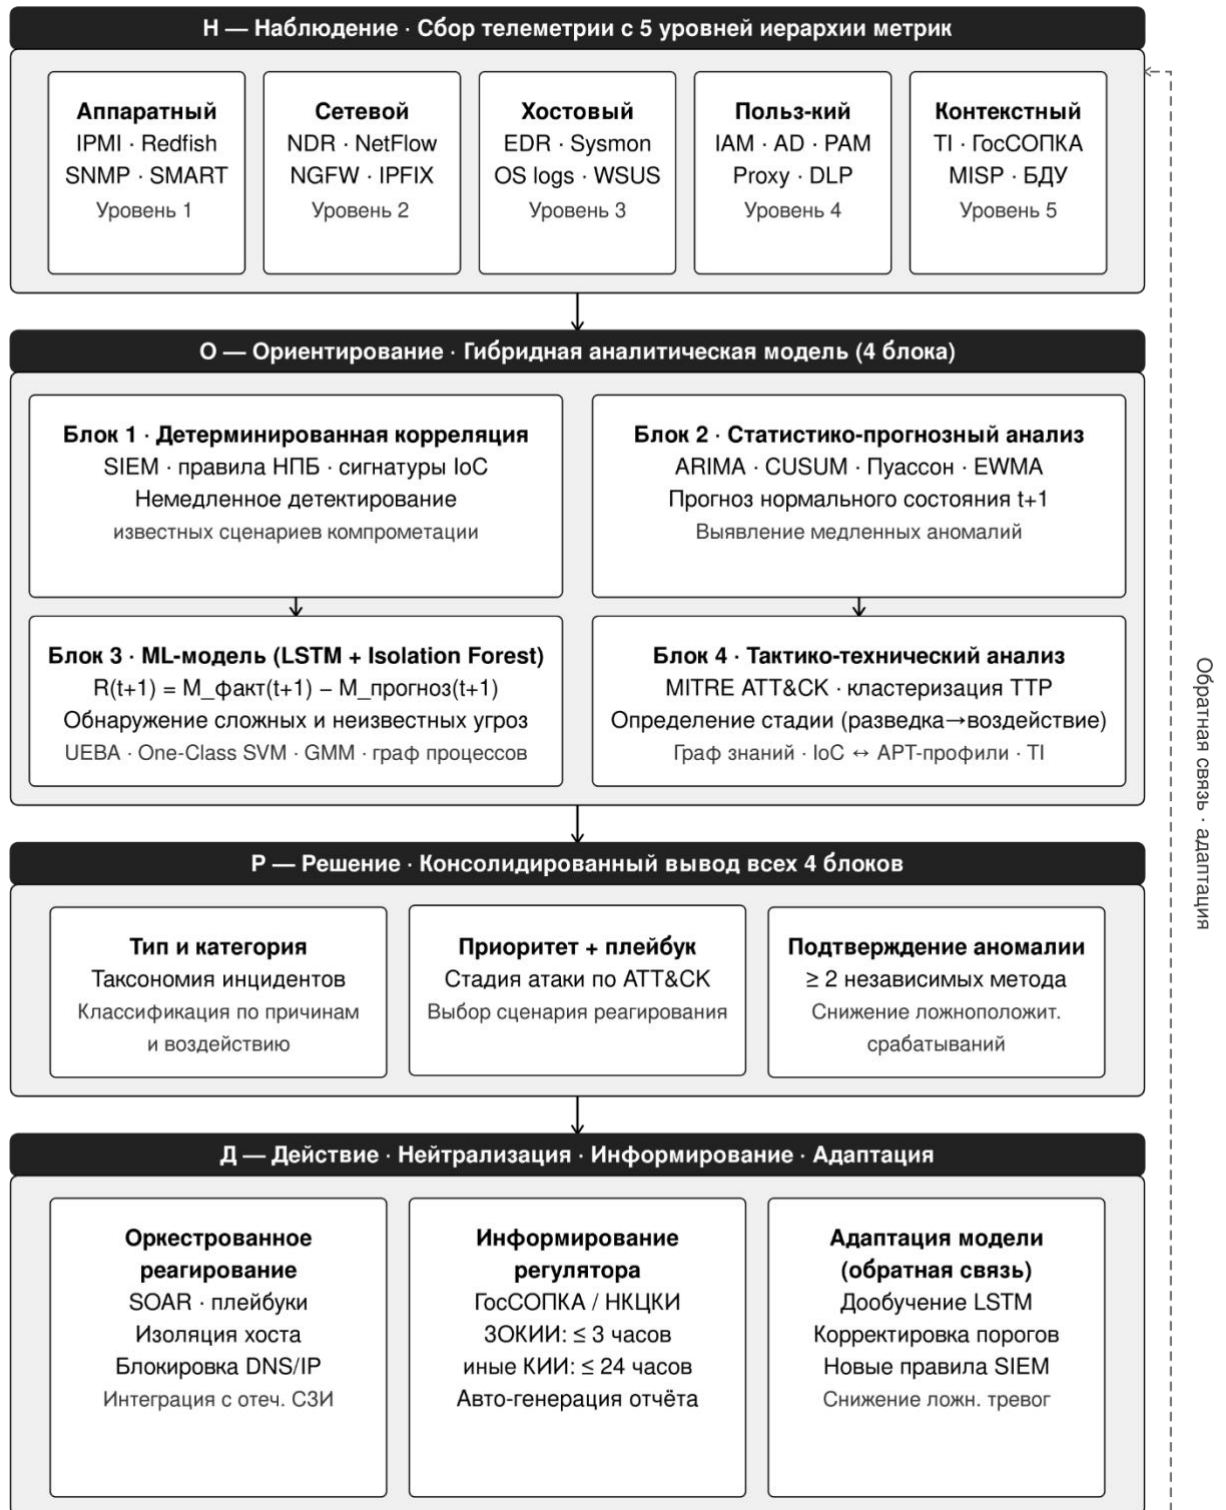 Н — Наблюдение · Сбор телеметрии с 5 уровней иерархии метрик
Аппаратный
IPMI · Redfish
SNMP · SMART
Уровень 1
Сетевой
NDR · NetFlow
NGFW · IPFIX
Уровень 2
Хостовый
EDR · Sysmon
OS logs · WSUS
Уровень 3
Польз-кий
IAM · AD · PAM
Proxy · DLP
Уровень 4
Контекстный
TI · ГосСОПКА
MISP · БДУ
Уровень 5
О — Ориентирование · Гибридная аналитическая модель (4 блока)
Блок 1 · Детерминированная корреляция
SIEM · правила НПБ · сигнатуры IoC
Немедленное детектирование
известных сценариев компрометации
Блок 2 · Статистико-прогнозный анализ
ARIMA · CUSUM · Пуассон · EWMA
Прогноз нормального состояния t+1
Выявление медленных аномалий
Блок 3 · ML-модель (LSTM + Isolation Forest)
R(t+1) = M_факт(t+1) − M_прогноз(t+1)
Обнаружение сложных и неизвестных угроз
UEBA · One-Class SVM · GMM · граф процессов
Блок 4 · Тактико-технический анализ
MITRE ATT&CK · кластеризация TTP
Определение стадии (разведка→воздействие)
Граф знаний · IoC ↔ APT-профили · TI
Р — Решение · Консолидированный вывод всех 4 блоков
Тип и категория
Таксономия инцидентов
Классификация по причинам
и воздействию
Приоритет + плейбук
Стадия атаки по ATT&CK
Выбор сценария реагирования
Подтверждение аномалии
≥ 2 независимых метода
Снижение ложноположит.
срабатываний
Д — Действие · Нейтрализация · Информирование · Адаптация
Оркестрованное
реагирование
SOAR · плейбуки
Изоляция хоста
Блокировка DNS/IP
Интеграция с отеч. СЗИ
Информирование
регулятора
ГосСОПКА / НКЦКИ
ЗОКИИ: ≤ 3 часов
иные КИИ: ≤ 24 часов
Авто-генерация отчёта
Адаптация модели
(обратная связь)
Дообучение LSTM
Корректировка порогов
Новые правила SIEM
Снижение ложн. тревог
Обратная связь · адаптация